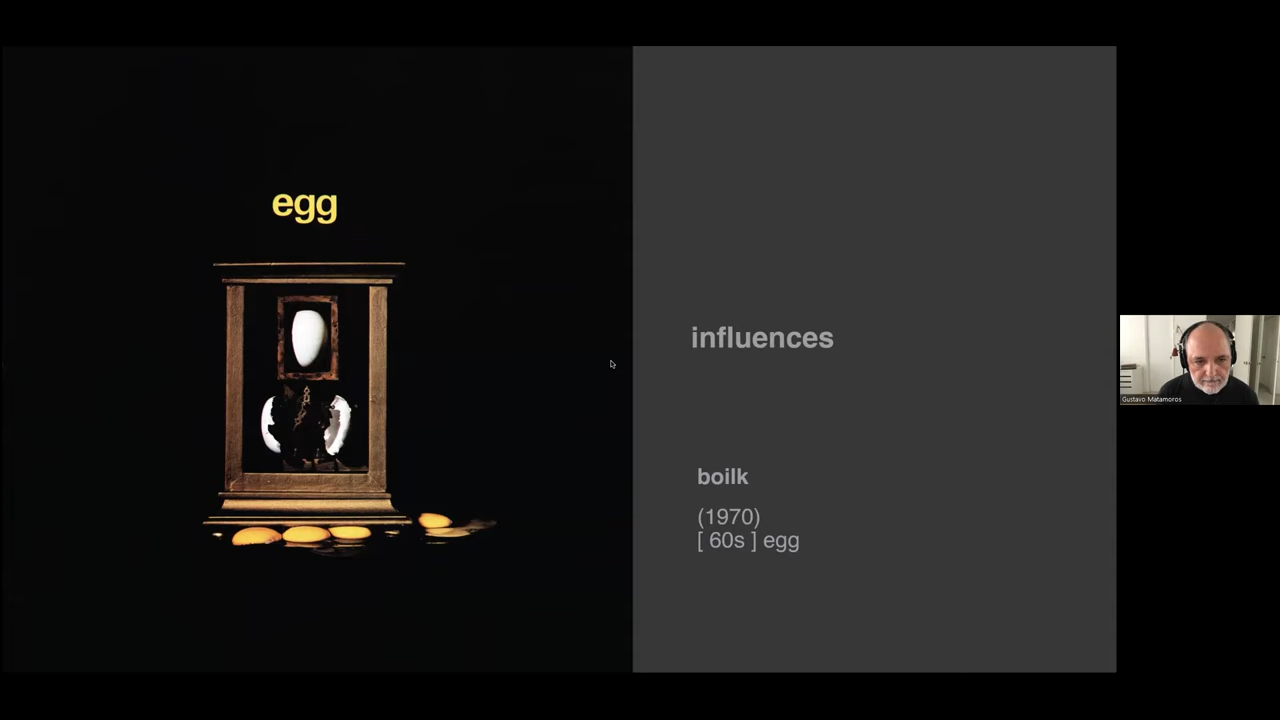 egg
influences
boilk
(1970)
[ 60s ] egg
Gustavo Matamoros